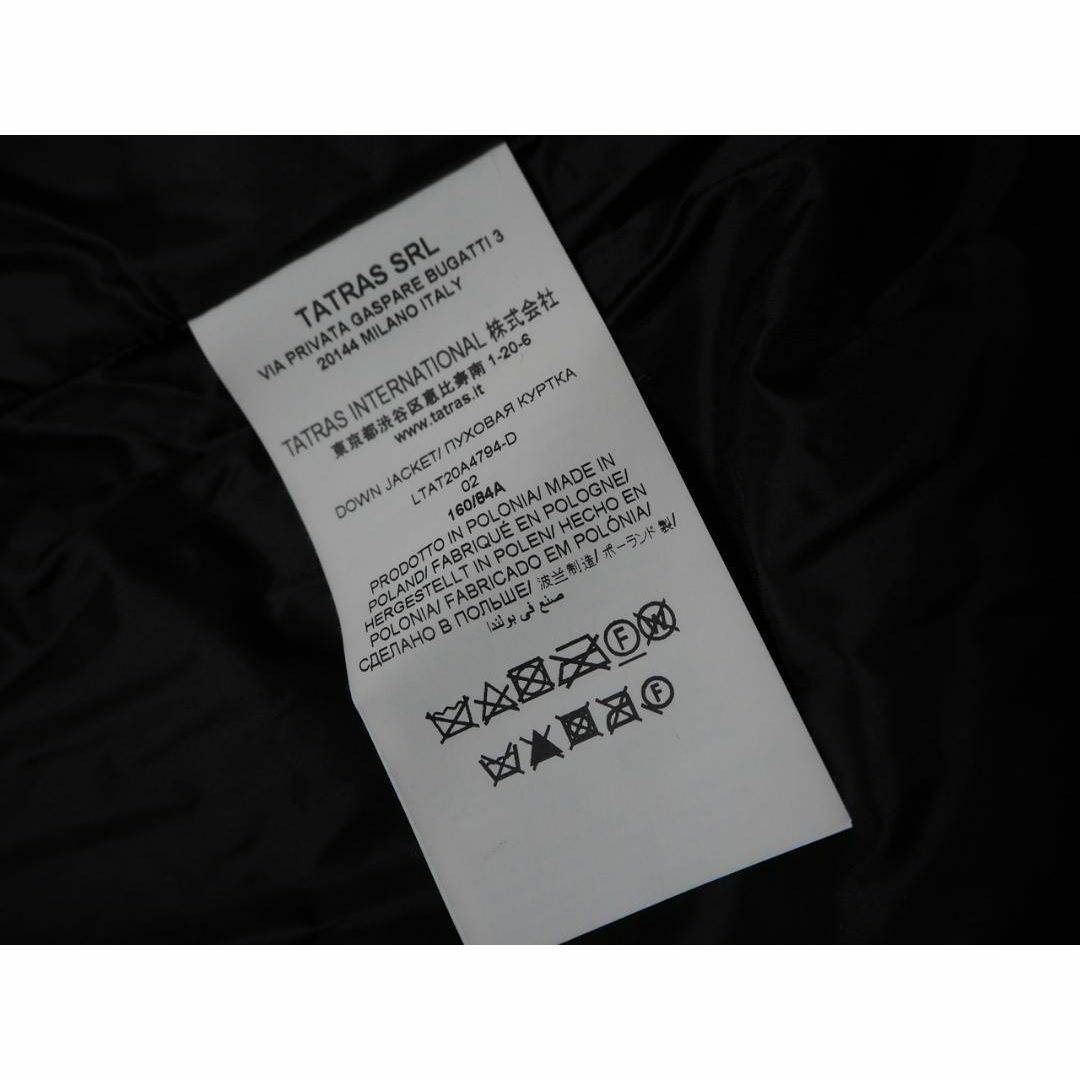 TATRAS SRL
VIA PRIVATA GASPARE BUGATTI 3
20144 MILANO ITALY
TATRAS INTERNATIONAL 株式会社
東京都渋谷区恵比寿南 1-20-6
www.tatras.it
DOWN JACKET/ ПУХОВАЯ КУРТКА
LTAT20A4794-D
02
160/84A
PRODOTTO IN POLONIA/ MADE IN
POLAND/ FABRIQUÉ EN POLOGNE/
HERGESTELLT IN POLEN/ HECHO EN
POLONIA/ FABRICADO EM POLÓNIA/
СДЕЛАНО В ПОЛЬШЕ/ 波兰制造/ ポーランド製/
صنع في بولندا
F W
F